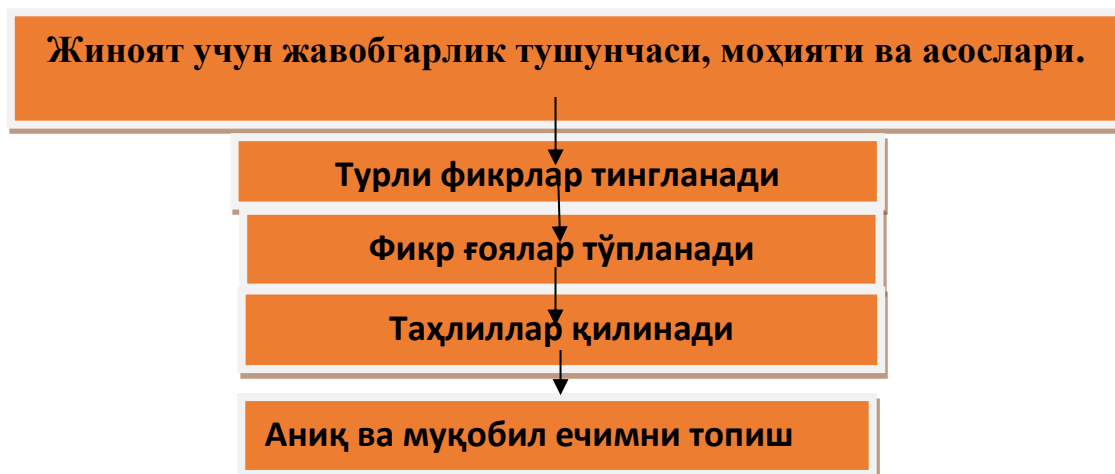 Жиноят учун жавобгарлик тушунчаси, моҳияти ва асослари.
Турли фикрлар тингланади
Фикр ғоялар тўпланади
Таҳлиллар қилинади
Аниқ ва муқобил ечимни топиш